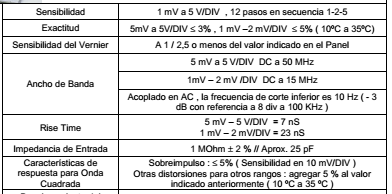 Sensibilidad
1 mV a 5 V/DIV , 12 pasos en secuencia 1-2-5
Exactitud
5mV a 5V/DIV ≤ 3% , 1 mV –2 mV/DIV ≤ 5% ( 10ºC a 35ºC)
Sensibilidad del Vernier
A 1 / 2,5 o menos del valor indicado en el Panel
Ancho de Banda
5 mV a 5 V/DIV DC a 50 MHz
1mV – 2 mV /DIV DC a 15 MHz
Acoplado en AC , la frecuencia de corte inferior es 10 Hz ( - 3
dB con referencia a 8 div a 100 KHz )
Rise Time
5 mV – 5 V/DIV = 7 nS
1 mV – 2 mV/DIV = 23 nS
Impedancia de Entrada
1 MOhm ± 2 % // Aprox. 25 pF
Características de
respuesta para Onda
Cuadrada
Sobreimpulso : ≤ 5% ( Sensibilidad en 10 mV/DIV )
Otras distorsiones para otros rangos : agregar 5 % al valor
indicado anteriormente ( 10 ºC a 35 ºC )